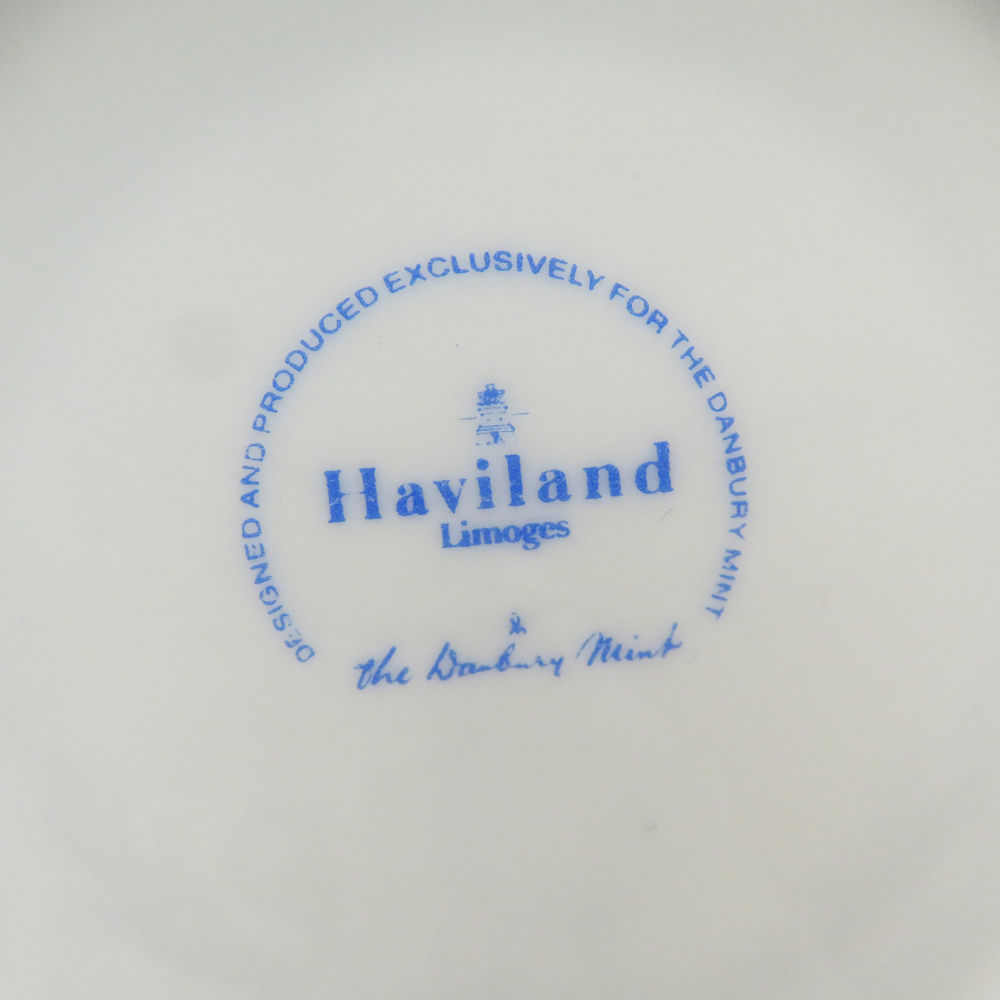 DESIGNED AND PRODUCED EXCLUSIVELY FOR THE DANBURY MINT
Haviland
Limoges
the Danbury Mint